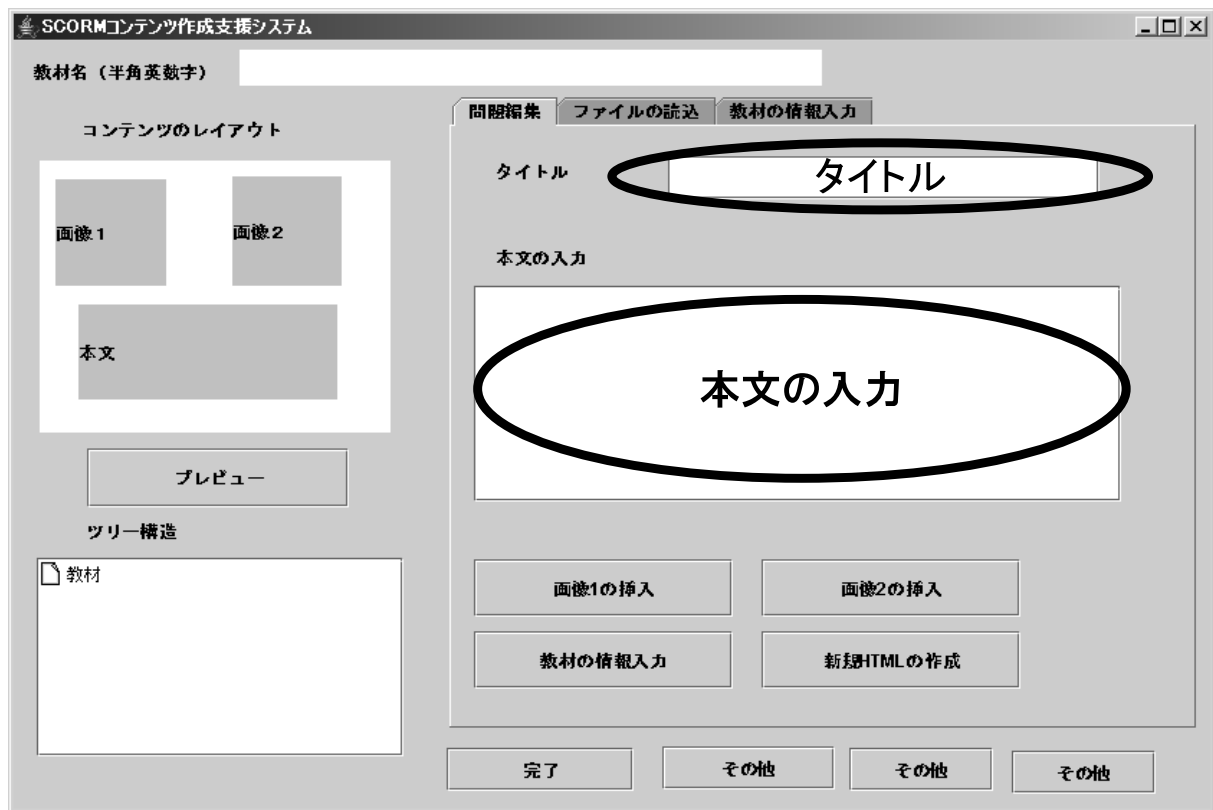 SCORMコンテンツ作成支援システム
教材名（半角英数字）
コンテンツのレイアウト
画像1
画像2
本文
プレビュー
ツリー構造
教材
問題編集 ファイルの読込 教材の情報入力
タイトル タイトル
本文の入力
本文の入力
画像1の挿入 画像2の挿入
教材の情報入力 新規HTMLの作成
完了 その他 その他 その他